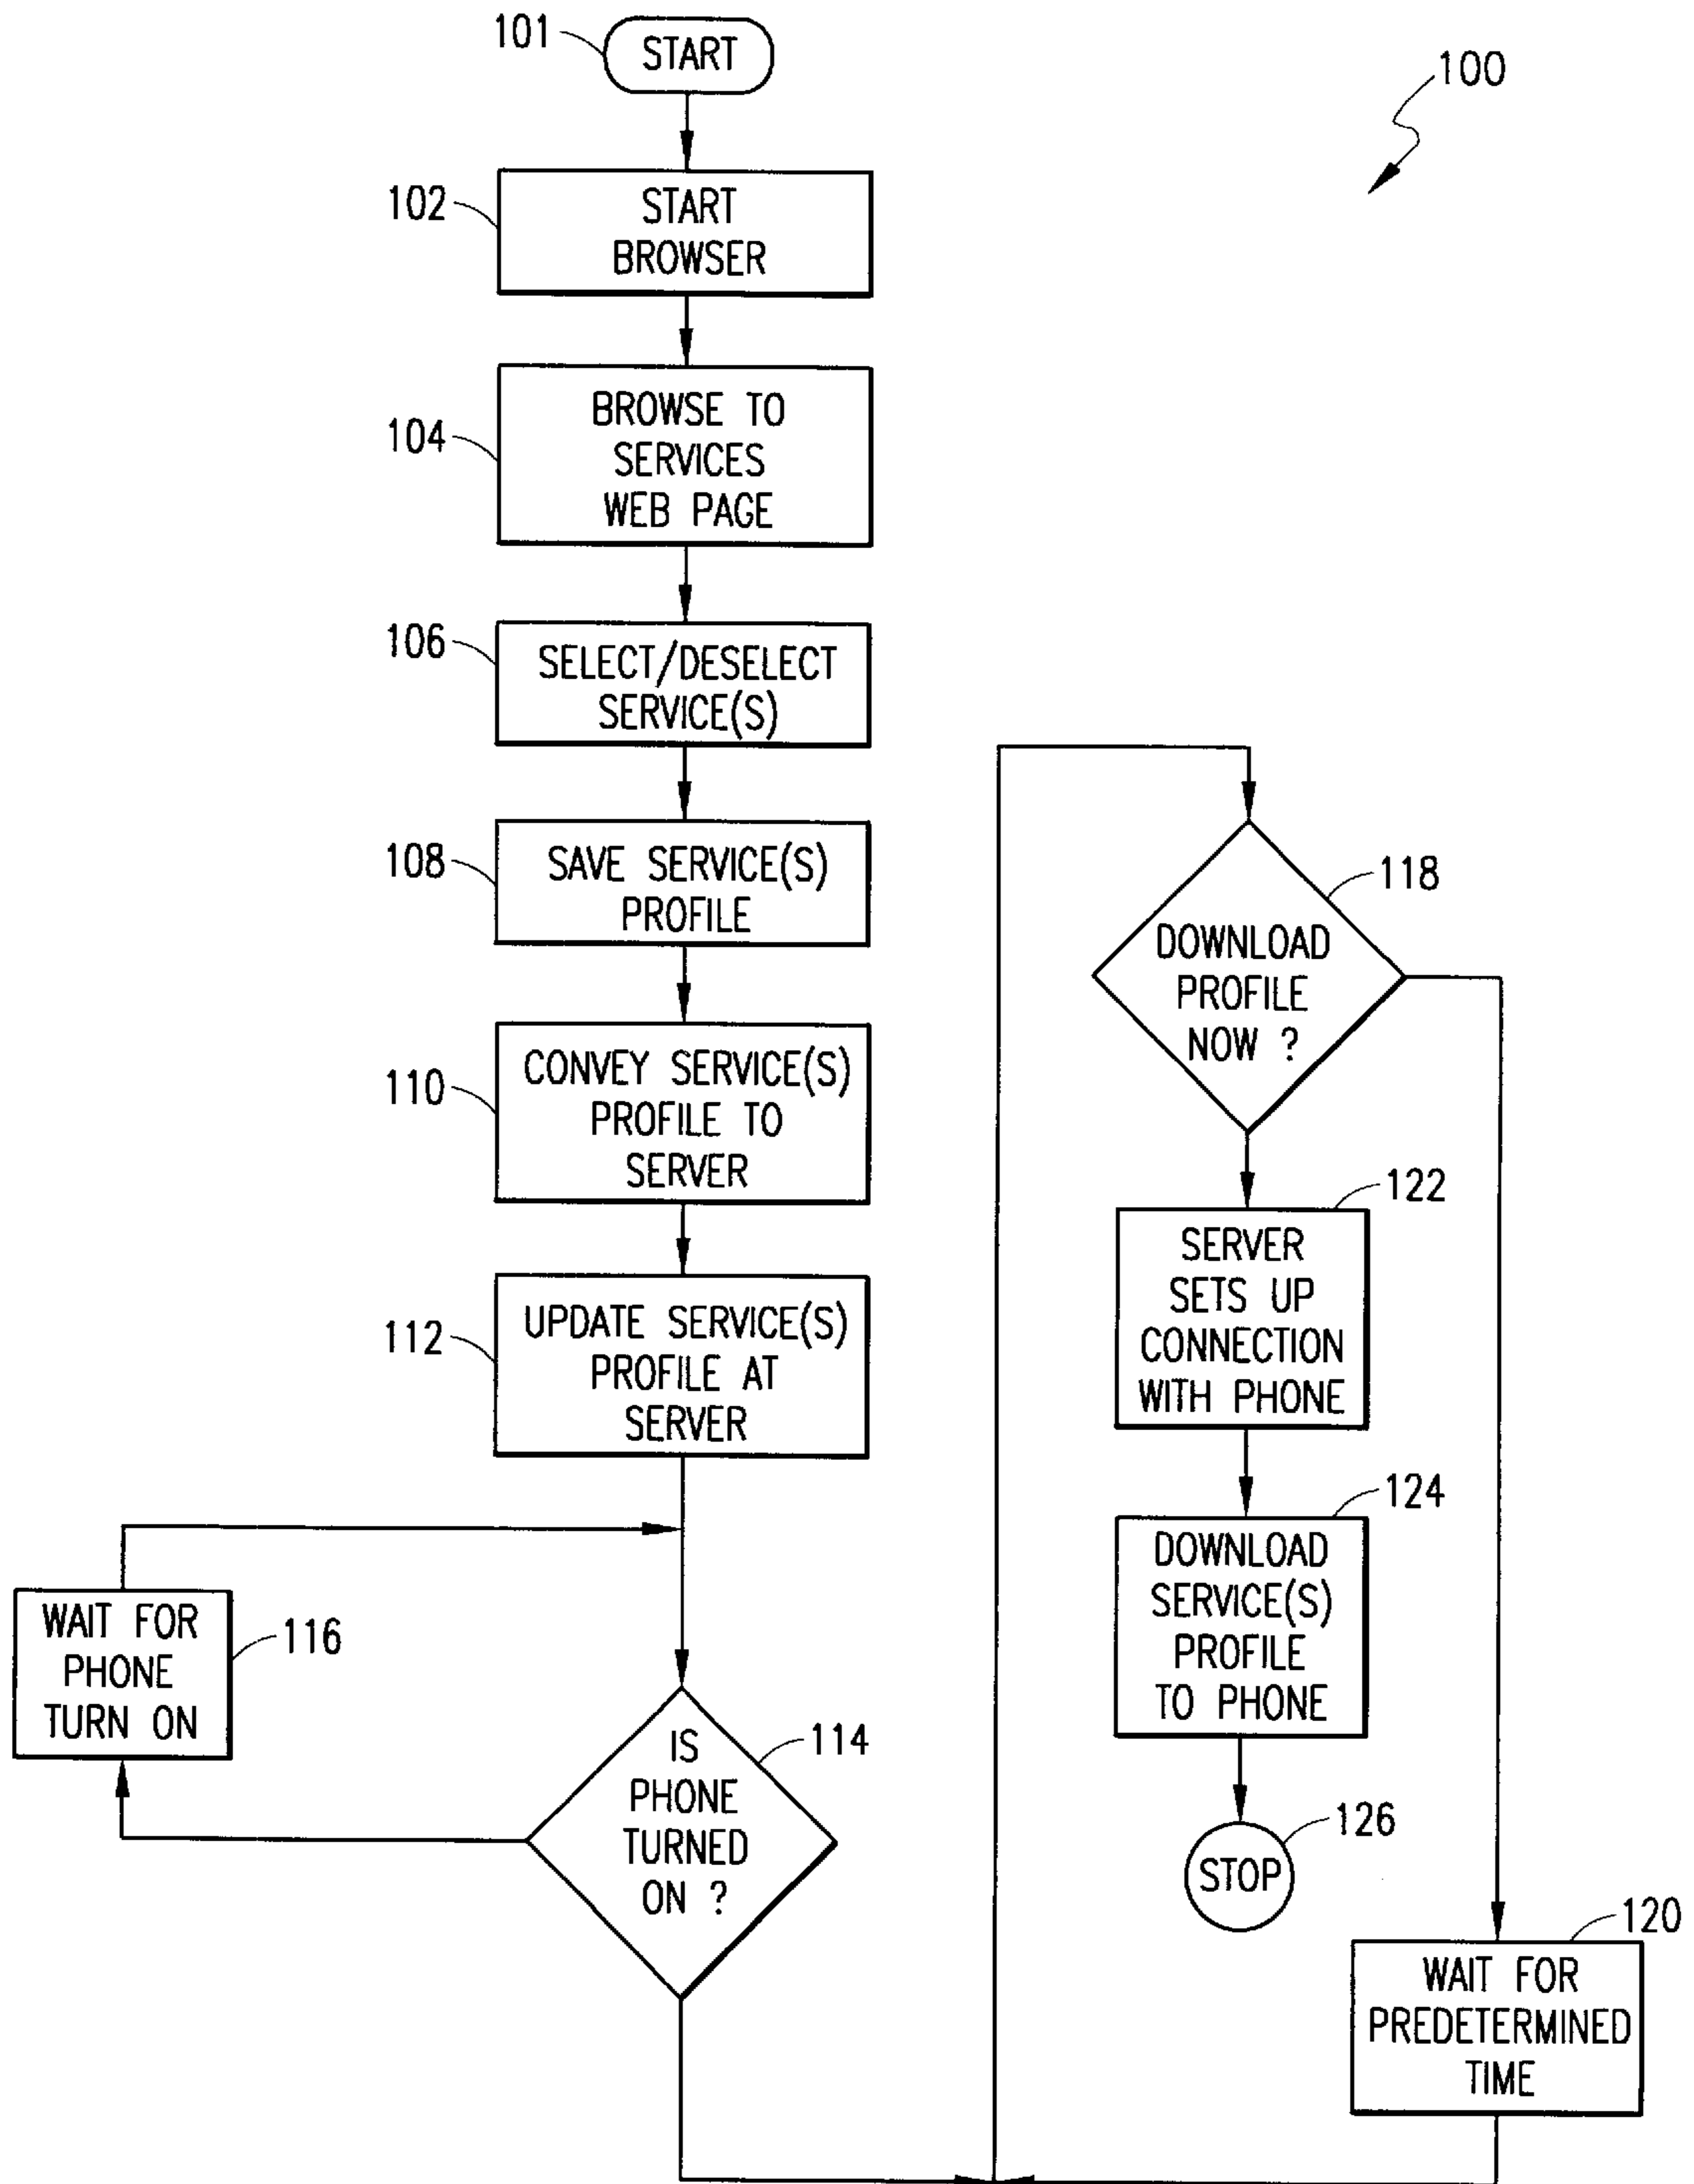 101
START
100
102
START
BROWSER
104
BROWSE TO
SERVICES
WEB PAGE
106
SELECT/DESELECT
SERVICE(S)
108
SAVE SERVICE(S)
PROFILE
110
CONVEY SERVICE(S)
PROFILE TO
SERVER
112
UPDATE SERVICE(S)
PROFILE AT
SERVER
WAIT FOR
PHONE
TURN ON
116
IS
PHONE
TURNED
ON ?
114
118
DOWNLOAD
PROFILE
NOW ?
122
SERVER
SETS UP
CONNECTION
WITH PHONE
124
DOWNLOAD
SERVICE(S)
PROFILE
TO PHONE
126
STOP
120
WAIT FOR
PREDETERMINED
TIME